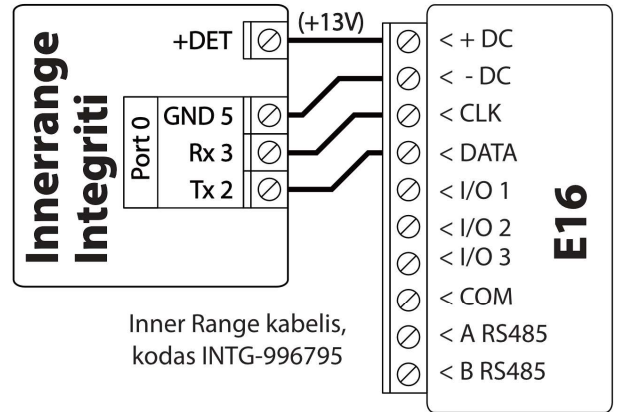 Innerrange
Integriti
+DET
(+13V)
Port 0
GND 5
Rx 3
Tx 2
< + DC
< - DC
< CLK
< DATA
< I/O 1
< I/O 2
< I/O 3
< COM
< A RS485
< B RS485
E16
Inner Range kabelis,
kodas INTG-996795